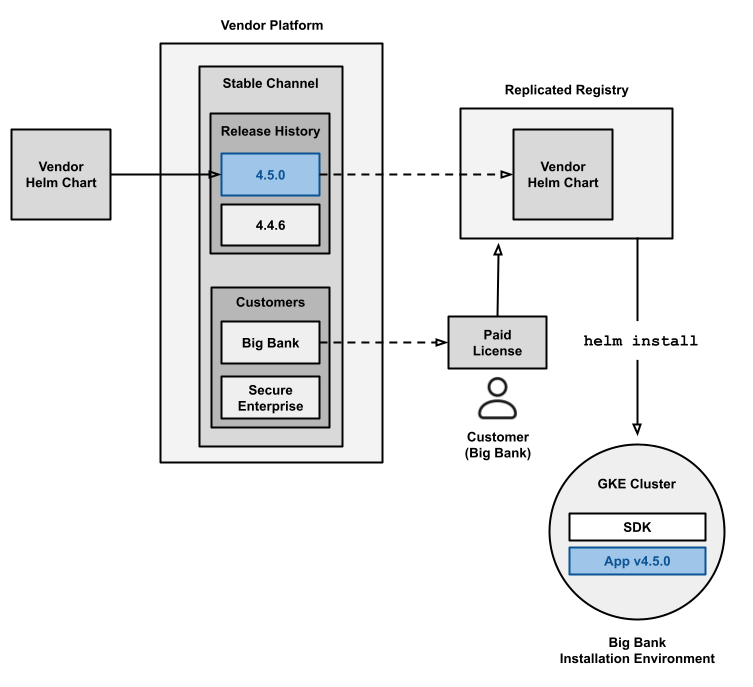 Vendor Platform
Stable Channel
Release History
4.5.0
4.4.6
Customers
Big Bank
Secure
Enterprise
Vendor
Helm Chart
Replicated Registry
Vendor
Helm Chart
Paid
License
Customer
(Big Bank)
helm install
GKE Cluster
SDK
App v4.5.0
Big Bank
Installation Environment